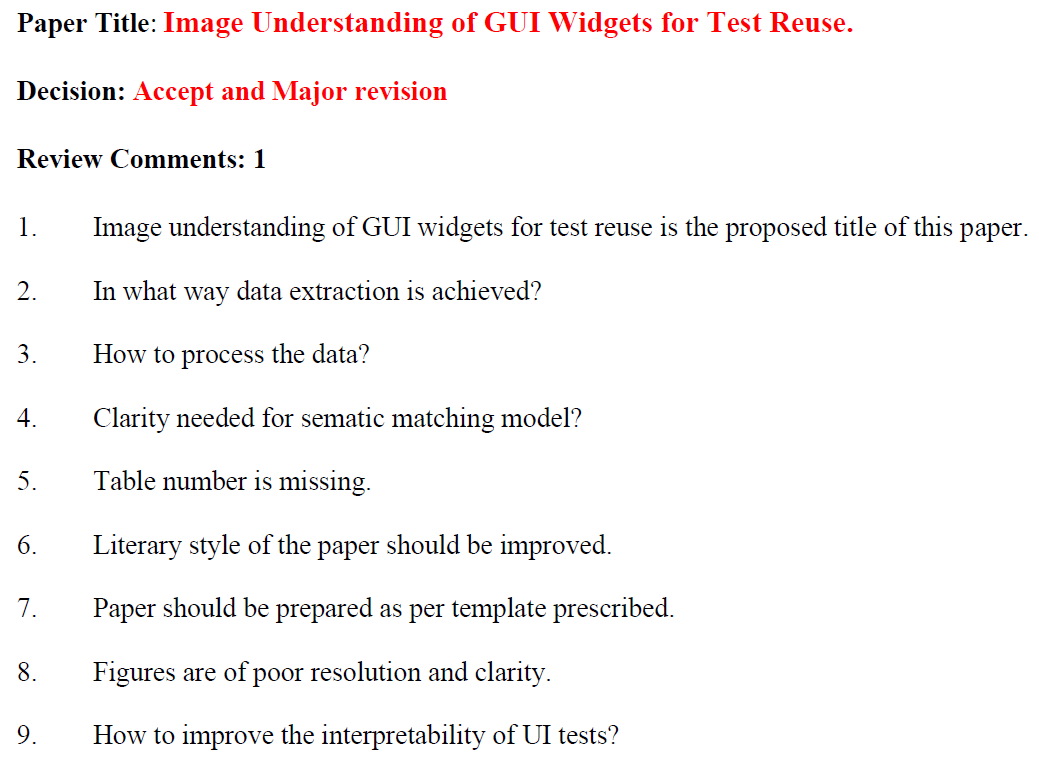 Paper Title: Image Understanding of GUI Widgets for Test Reuse.
Decision: Accept and Major revision
Review Comments: 1
1. Image understanding of GUI widgets for test reuse is the proposed title of this paper.
2. In what way data extraction is achieved?
3. How to process the data?
4. Clarity needed for sematic matching model?
5. Table number is missing.
6. Literary style of the paper should be improved.
7. Paper should be prepared as per template prescribed.
8. Figures are of poor resolution and clarity.
9. How to improve the interpretability of UI tests?